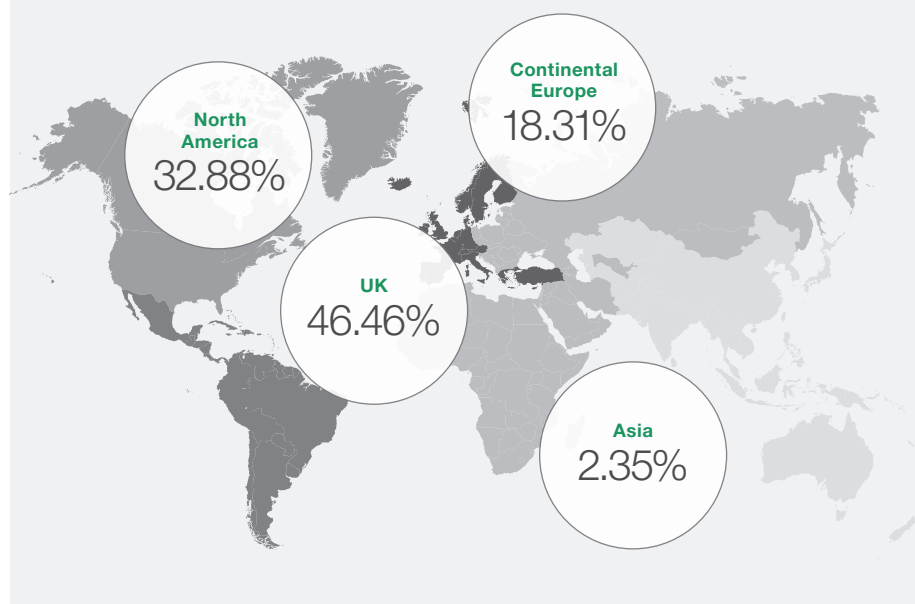 Continental
Europe
18.31%
North
America
32.88%
UK
46.46%
Asia
2.35%